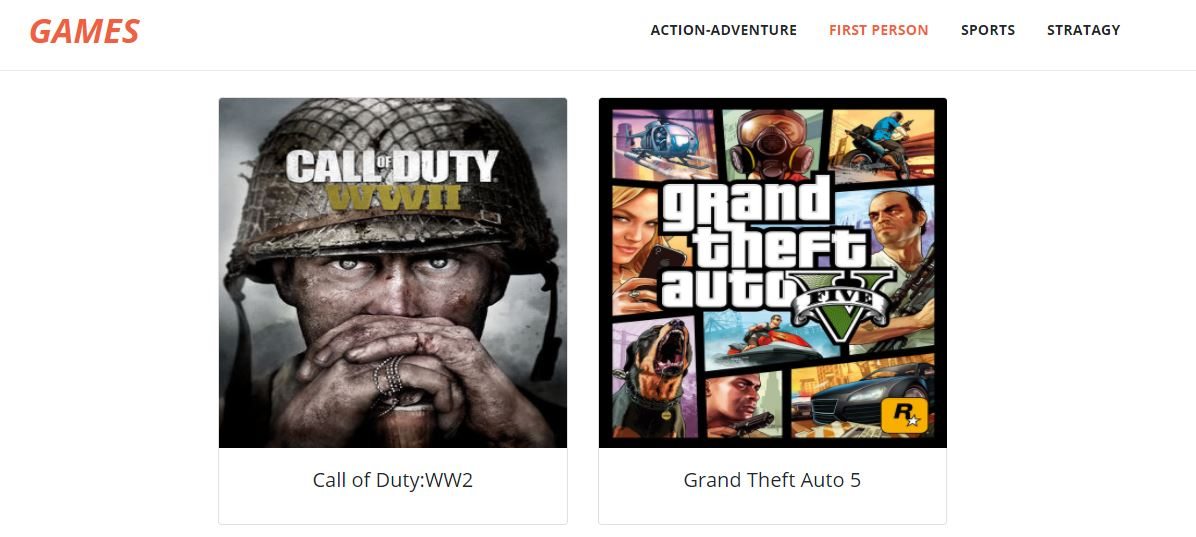 GAMES
ACTION-ADVENTURE FIRST PERSON SPORTS STRATAGY
CALL OF DUTY
WWII
grand
theft
auto
FIVE
V
R
Call of Duty:WW2
Grand Theft Auto 5